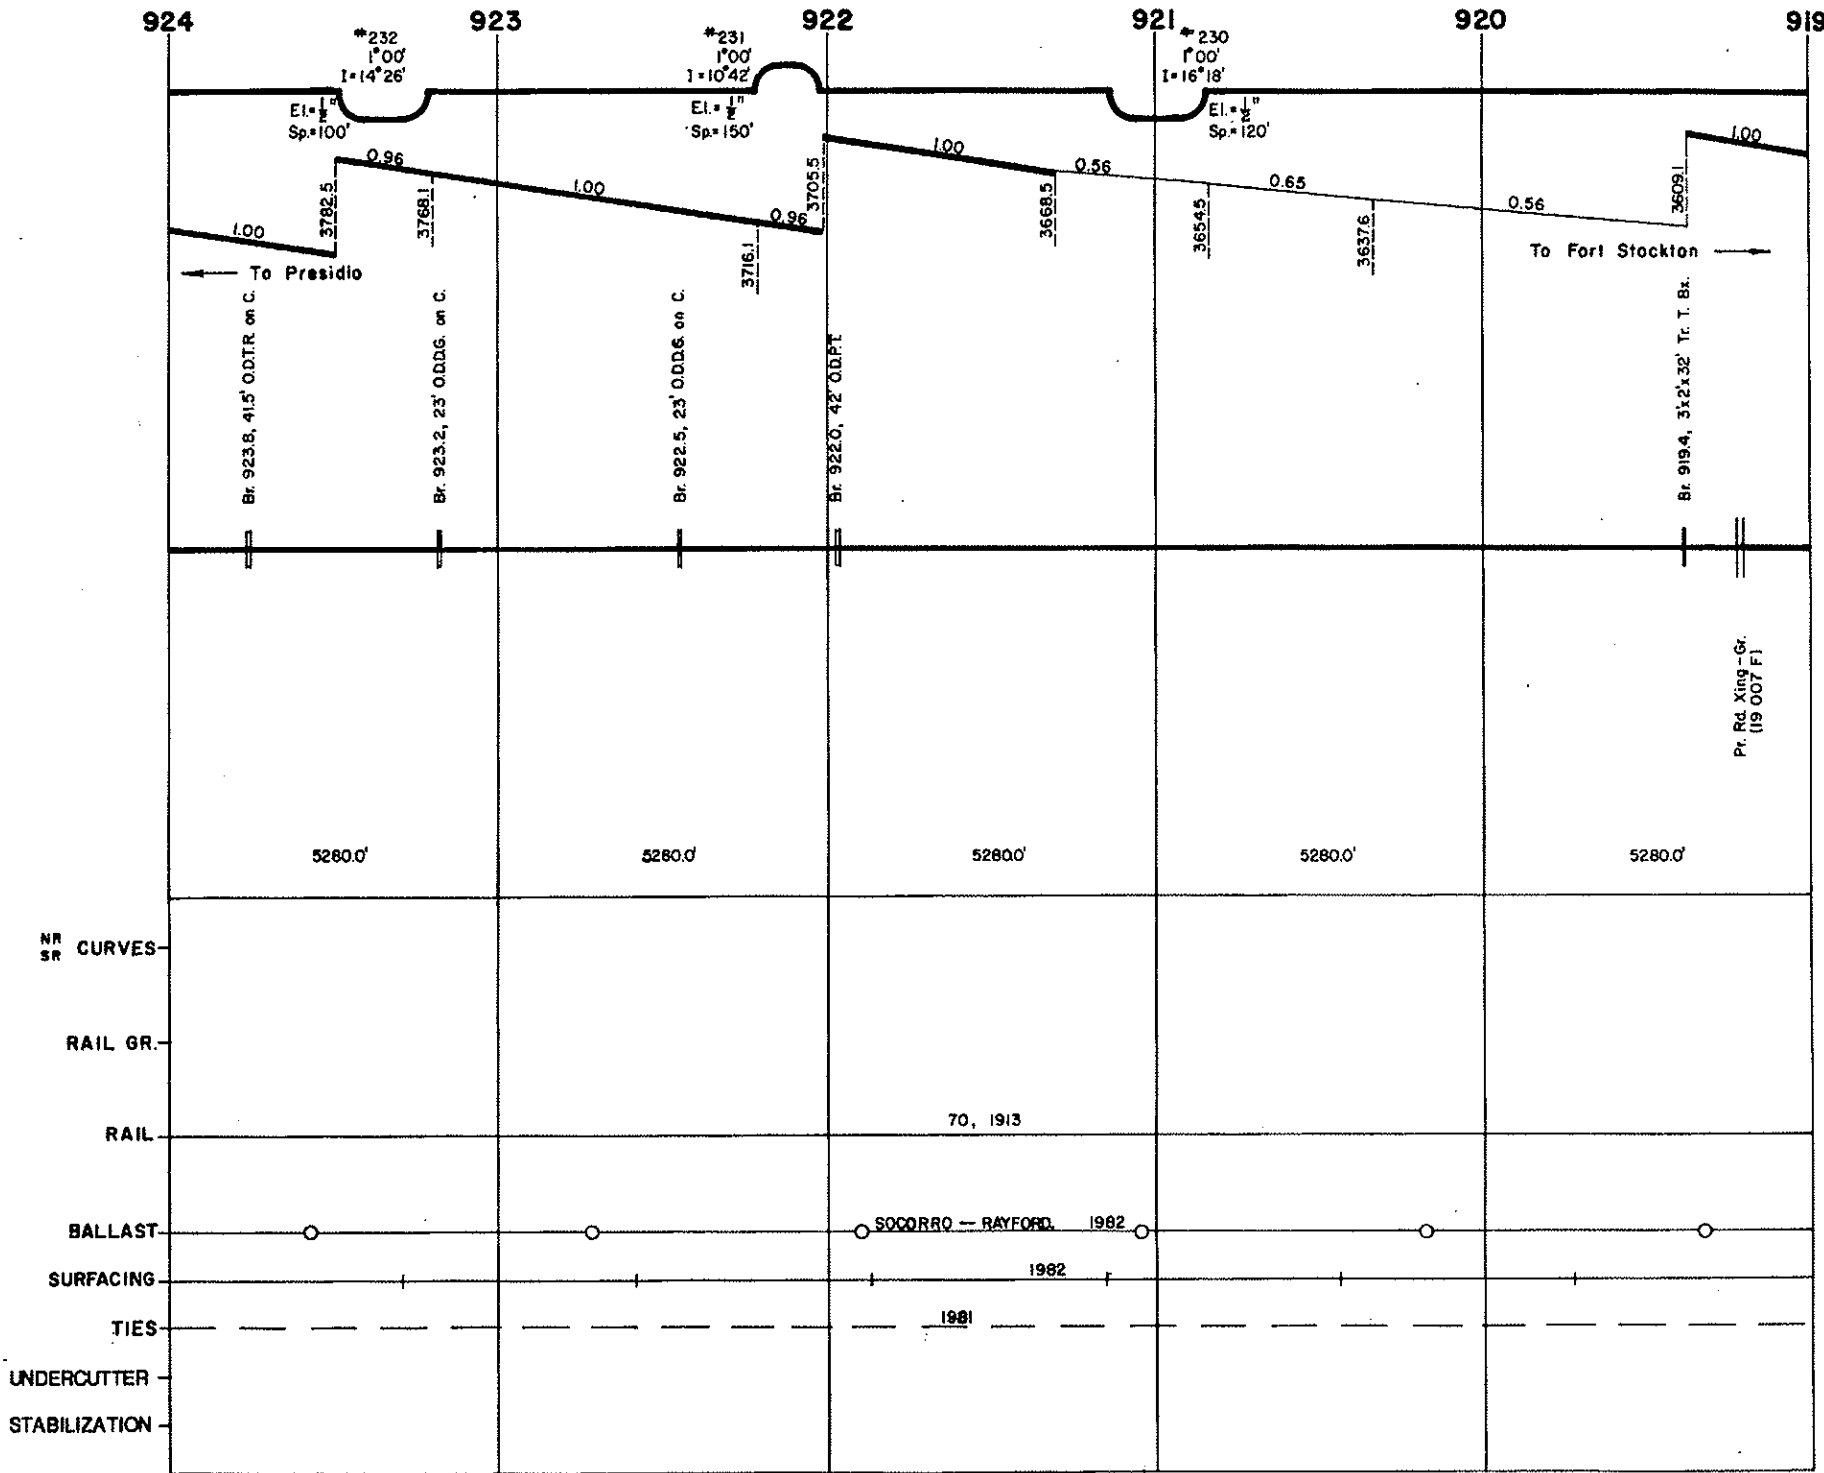 924 923 922 921 920 919
#232
1°00'
I=14°26'
El.=½"
Sp.=100'
#231
1°00'
I=10°42'
El.=½"
Sp.=150'
#230
1°00'
I=16°18'
Sp.=120'
1.00
3782.5
0.96
3768.1
1.00
3716.1
0.96
3705.5
1.00
3668.5
0.56
3654.5
0.65
3637.6
0.56
3609.1
1.00
To Presidio
To Fort Stockton
Br. 923.8, 41.5' O.D.T.R. on C.
Br. 923.2, 23' O.D.D.G. on C.
Br. 922.5, 23' O.D.D.G. on C.
Br. 922.0, 42' O.D.P.T.
Br. 919.4, 3'x2'x32' Tr. T. Bx.
Pr. Rd. Xing-Gr.
(19 007 F)
5280.0' 5280.0' 5280.0' 5280.0' 5280.0'
NR
SR CURVES
RAIL GR.
RAIL 70, 1913
BALLAST SOCORRO — RAYFORD. 1982
SURFACING 1982
TIES 1981
UNDERCUTTER
STABILIZATION